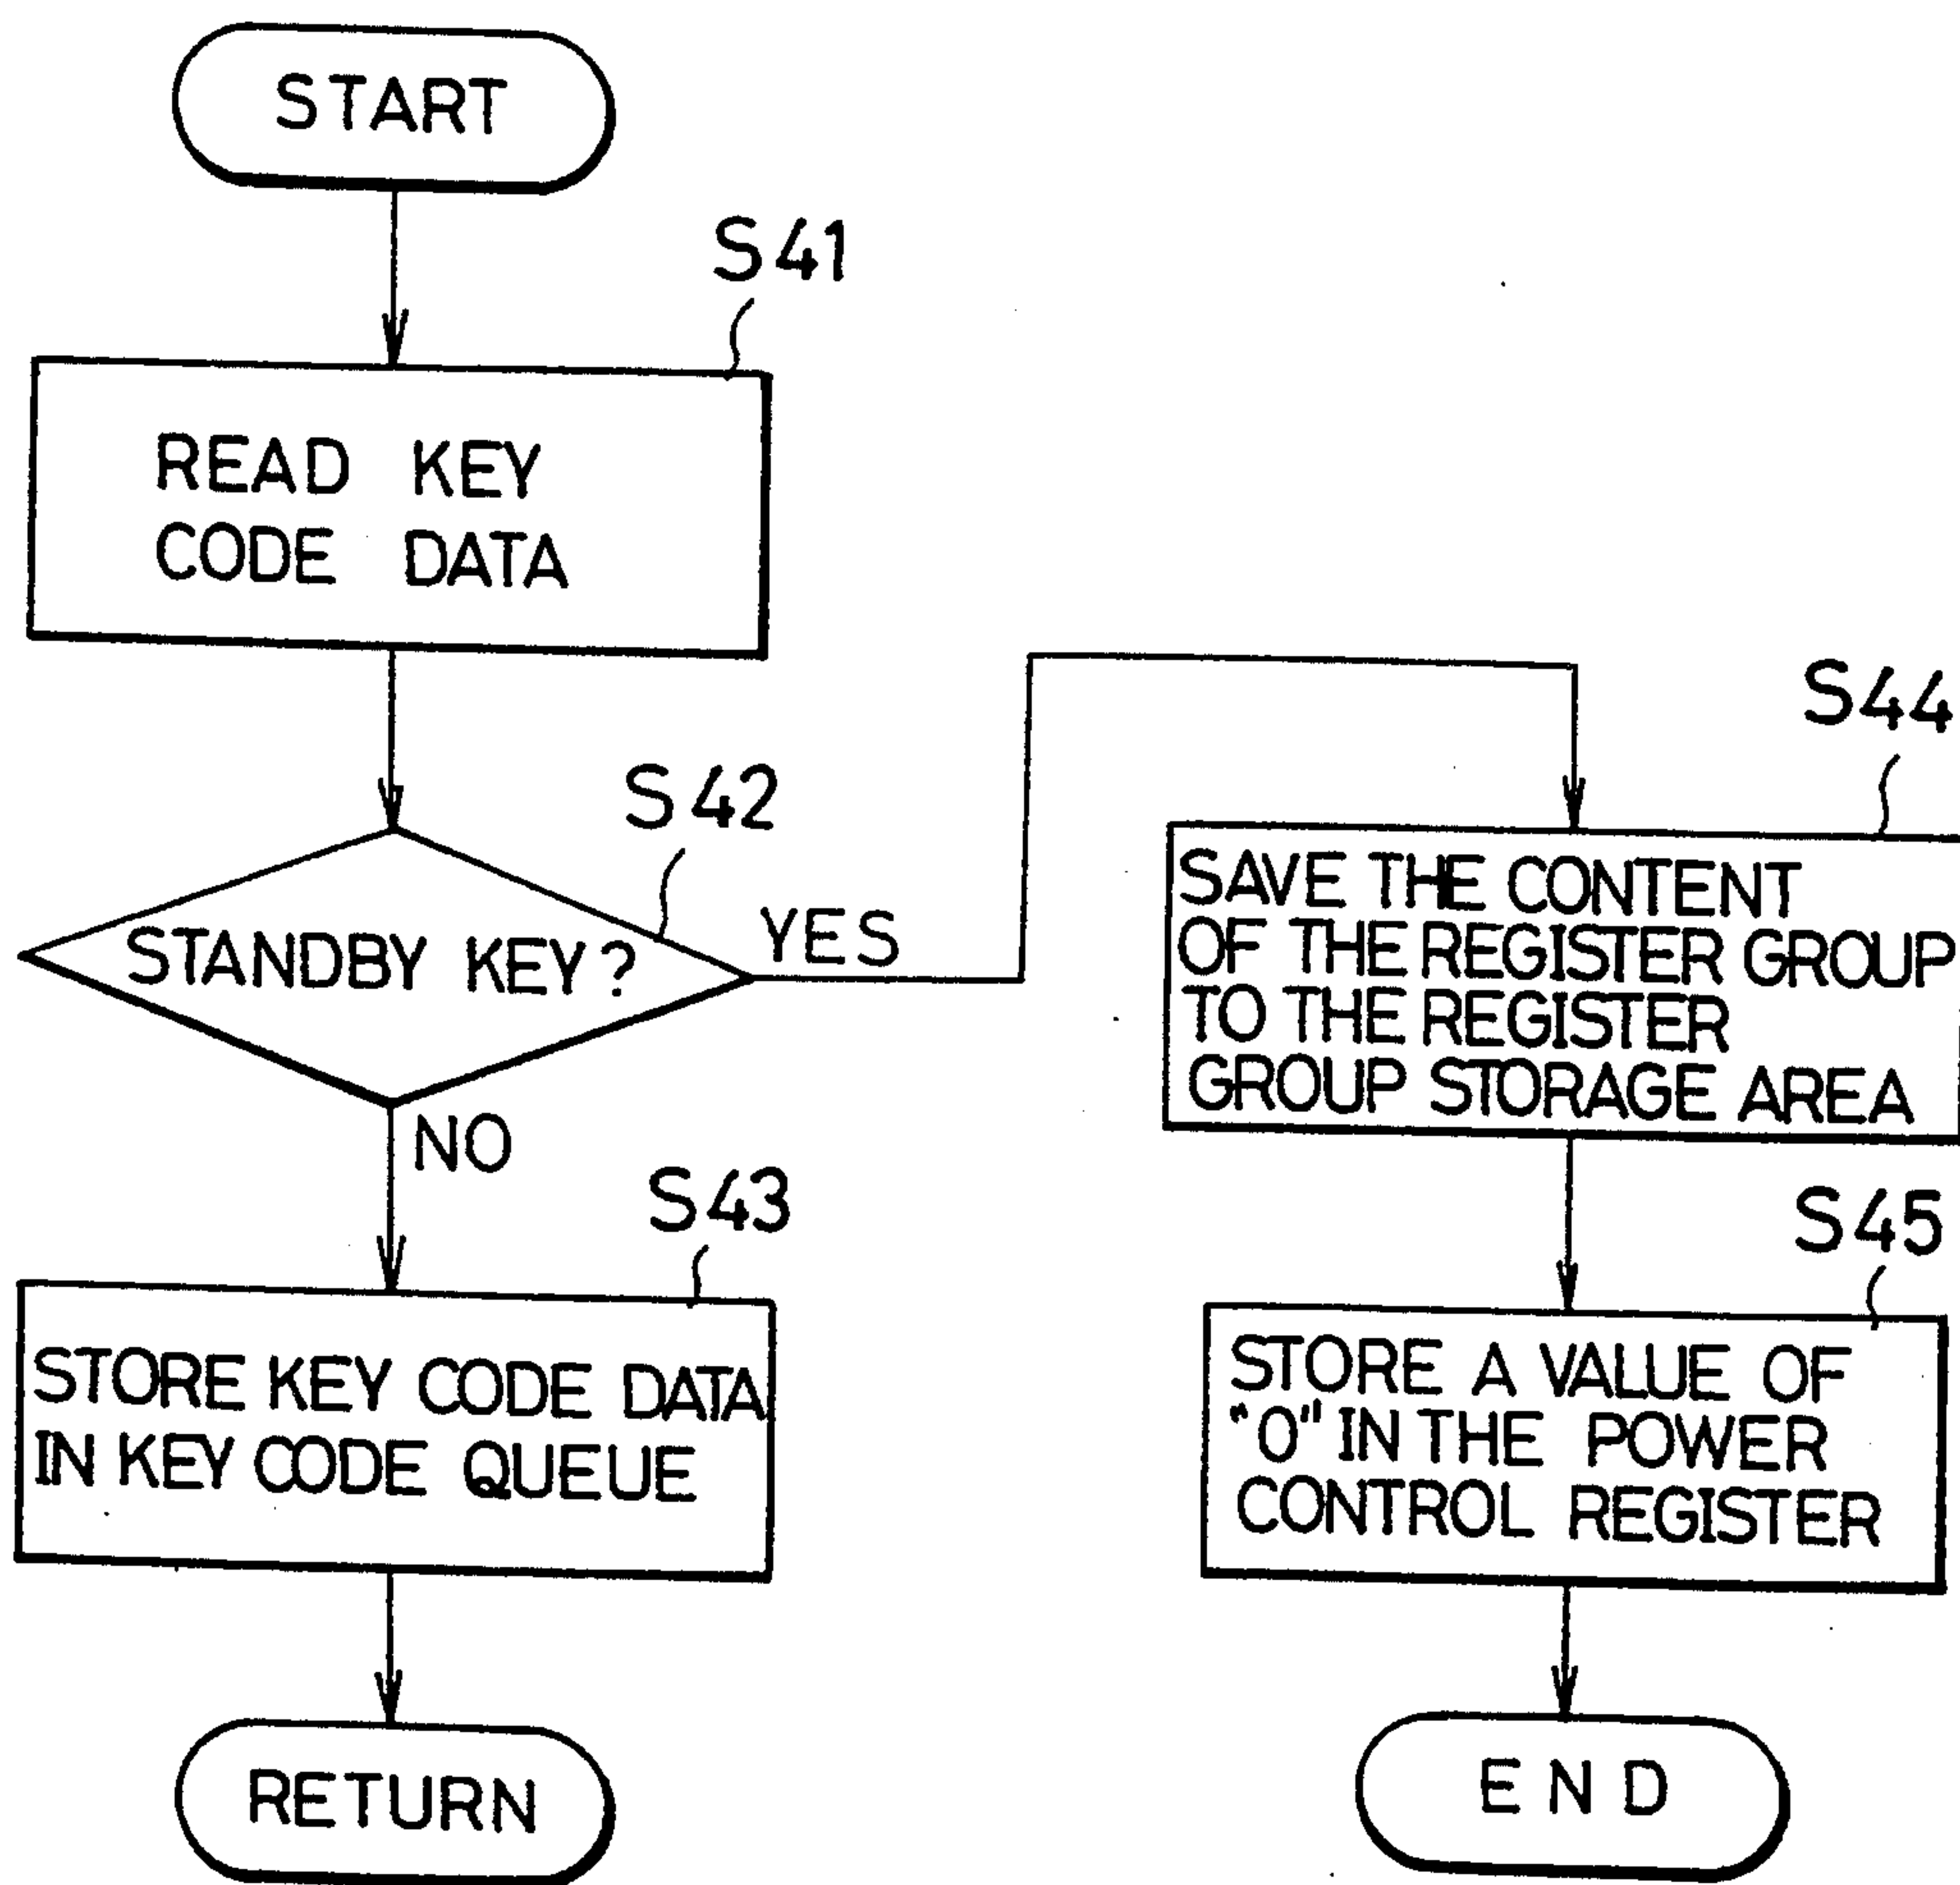 START
S41
READ KEY
CODE DATA
S42
STANDBY KEY?
YES
NO
S43
STORE KEY CODE DATA
IN KEY CODE QUEUE
RETURN
S44
SAVE THE CONTENT
OF THE REGISTER GROUP
TO THE REGISTER
GROUP STORAGE AREA
S45
STORE A VALUE OF
"0" IN THE POWER
CONTROL REGISTER
END